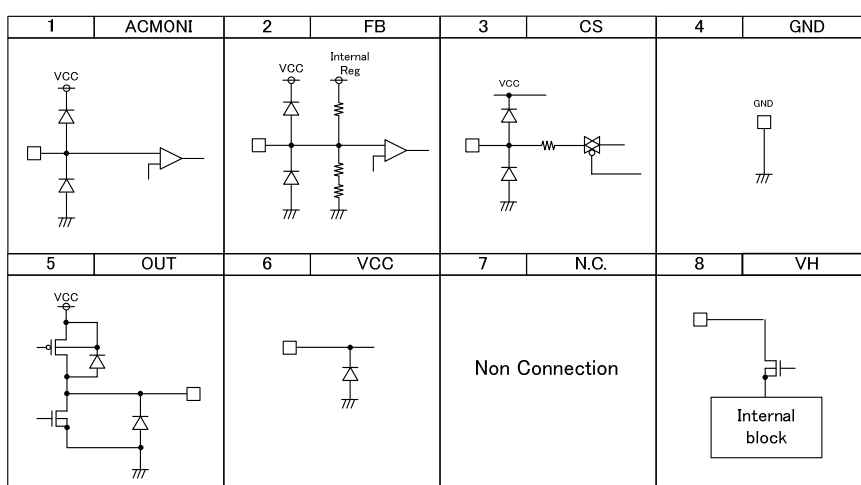 1 ACMONI 2 FB 3 CS 4 GND
VCC
VCC
Internal
Reg
VCC
GND
5 OUT 6 VCC 7 N.C. 8 VH
VCC
Non Connection
Internal
block